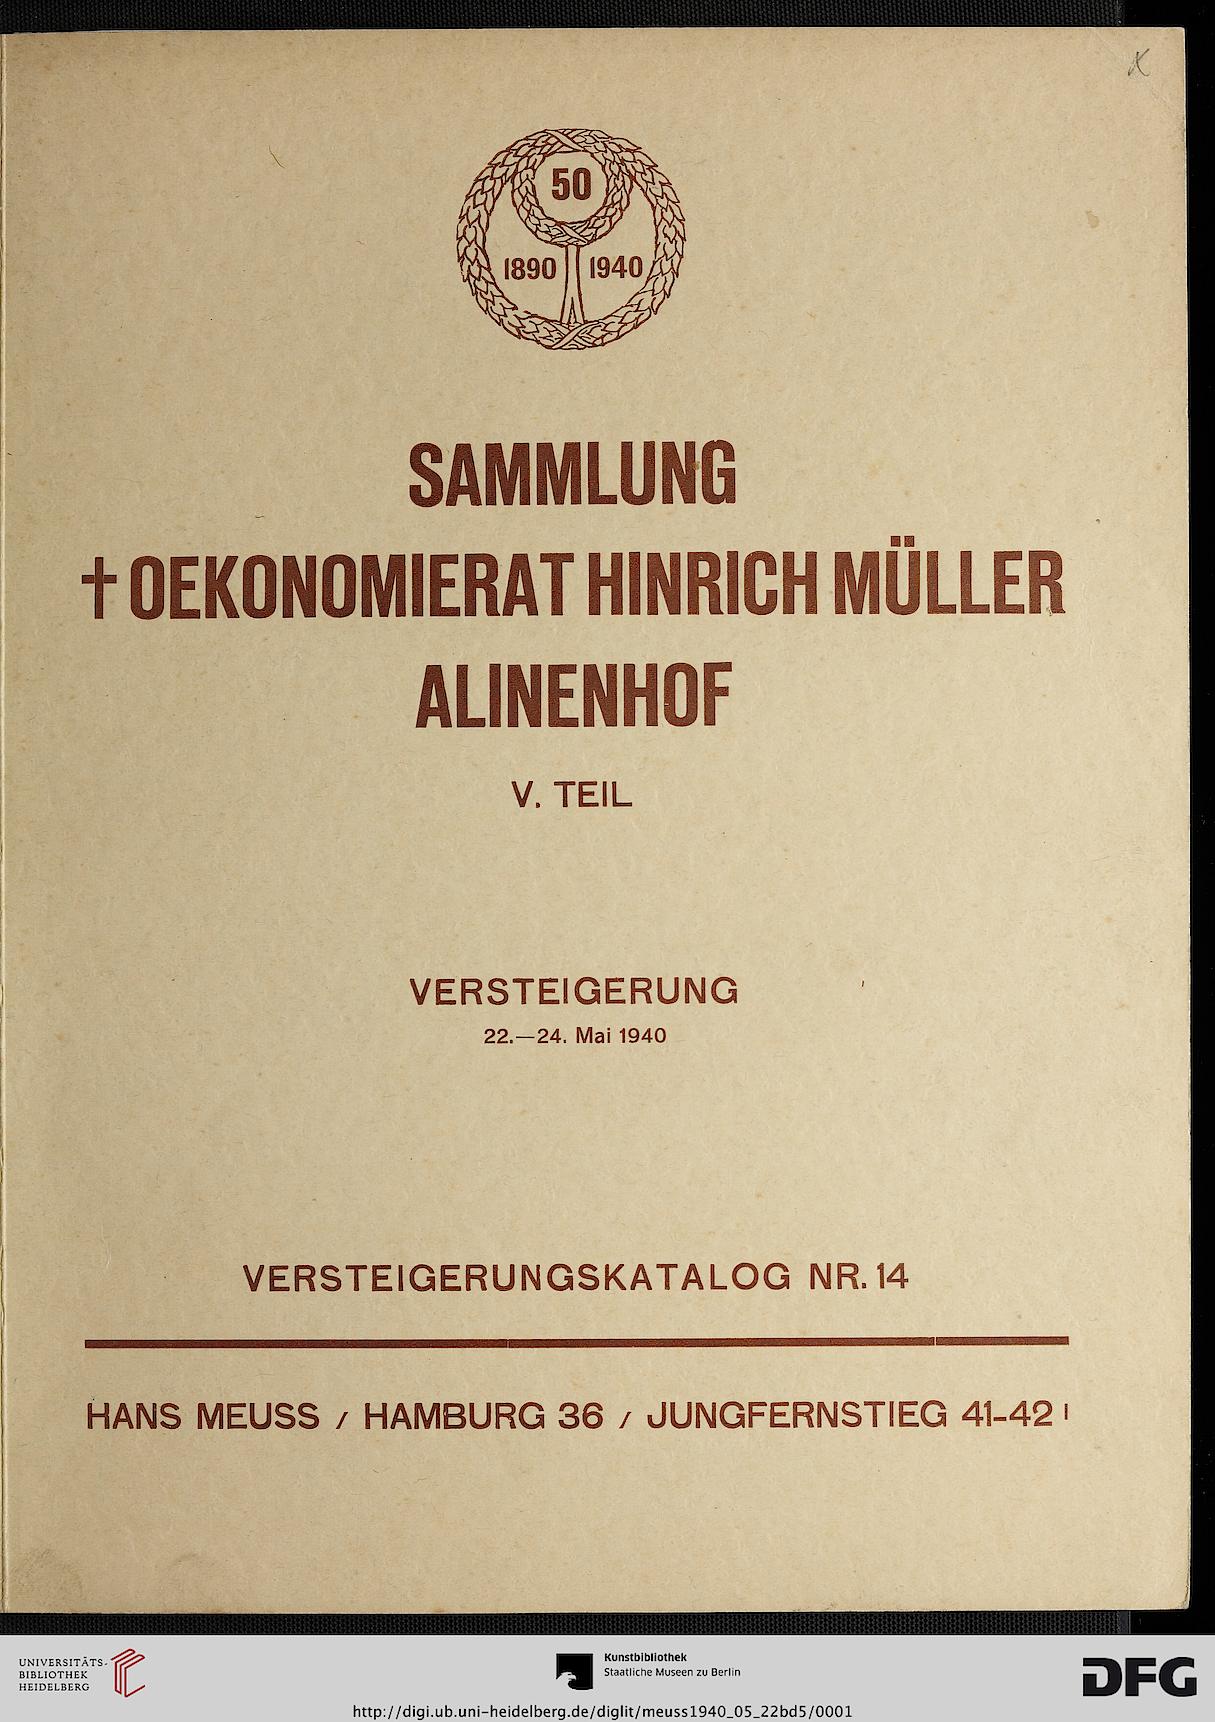 50
1890 1940
SAMMLUNG
† OEKONOMIERAT HINRICH MÜLLER
ALINENHOF
V. TEIL
VERSTEIGERUNG
22.—24. Mai 1940
VERSTEIGERUNGSKATALOG NR. 14
HANS MEUSS / HAMBURG 36 / JUNGFERNSTIEG 41-42 I
UNIVERSITÄTS-
BIBLIOTHEK
HEIDELBERG
Kunstbibliothek
Staatliche Museen zu Berlin
DFG
http://digi.ub.uni-heidelberg.de/diglit/meuss1940_05_22bd5/0001